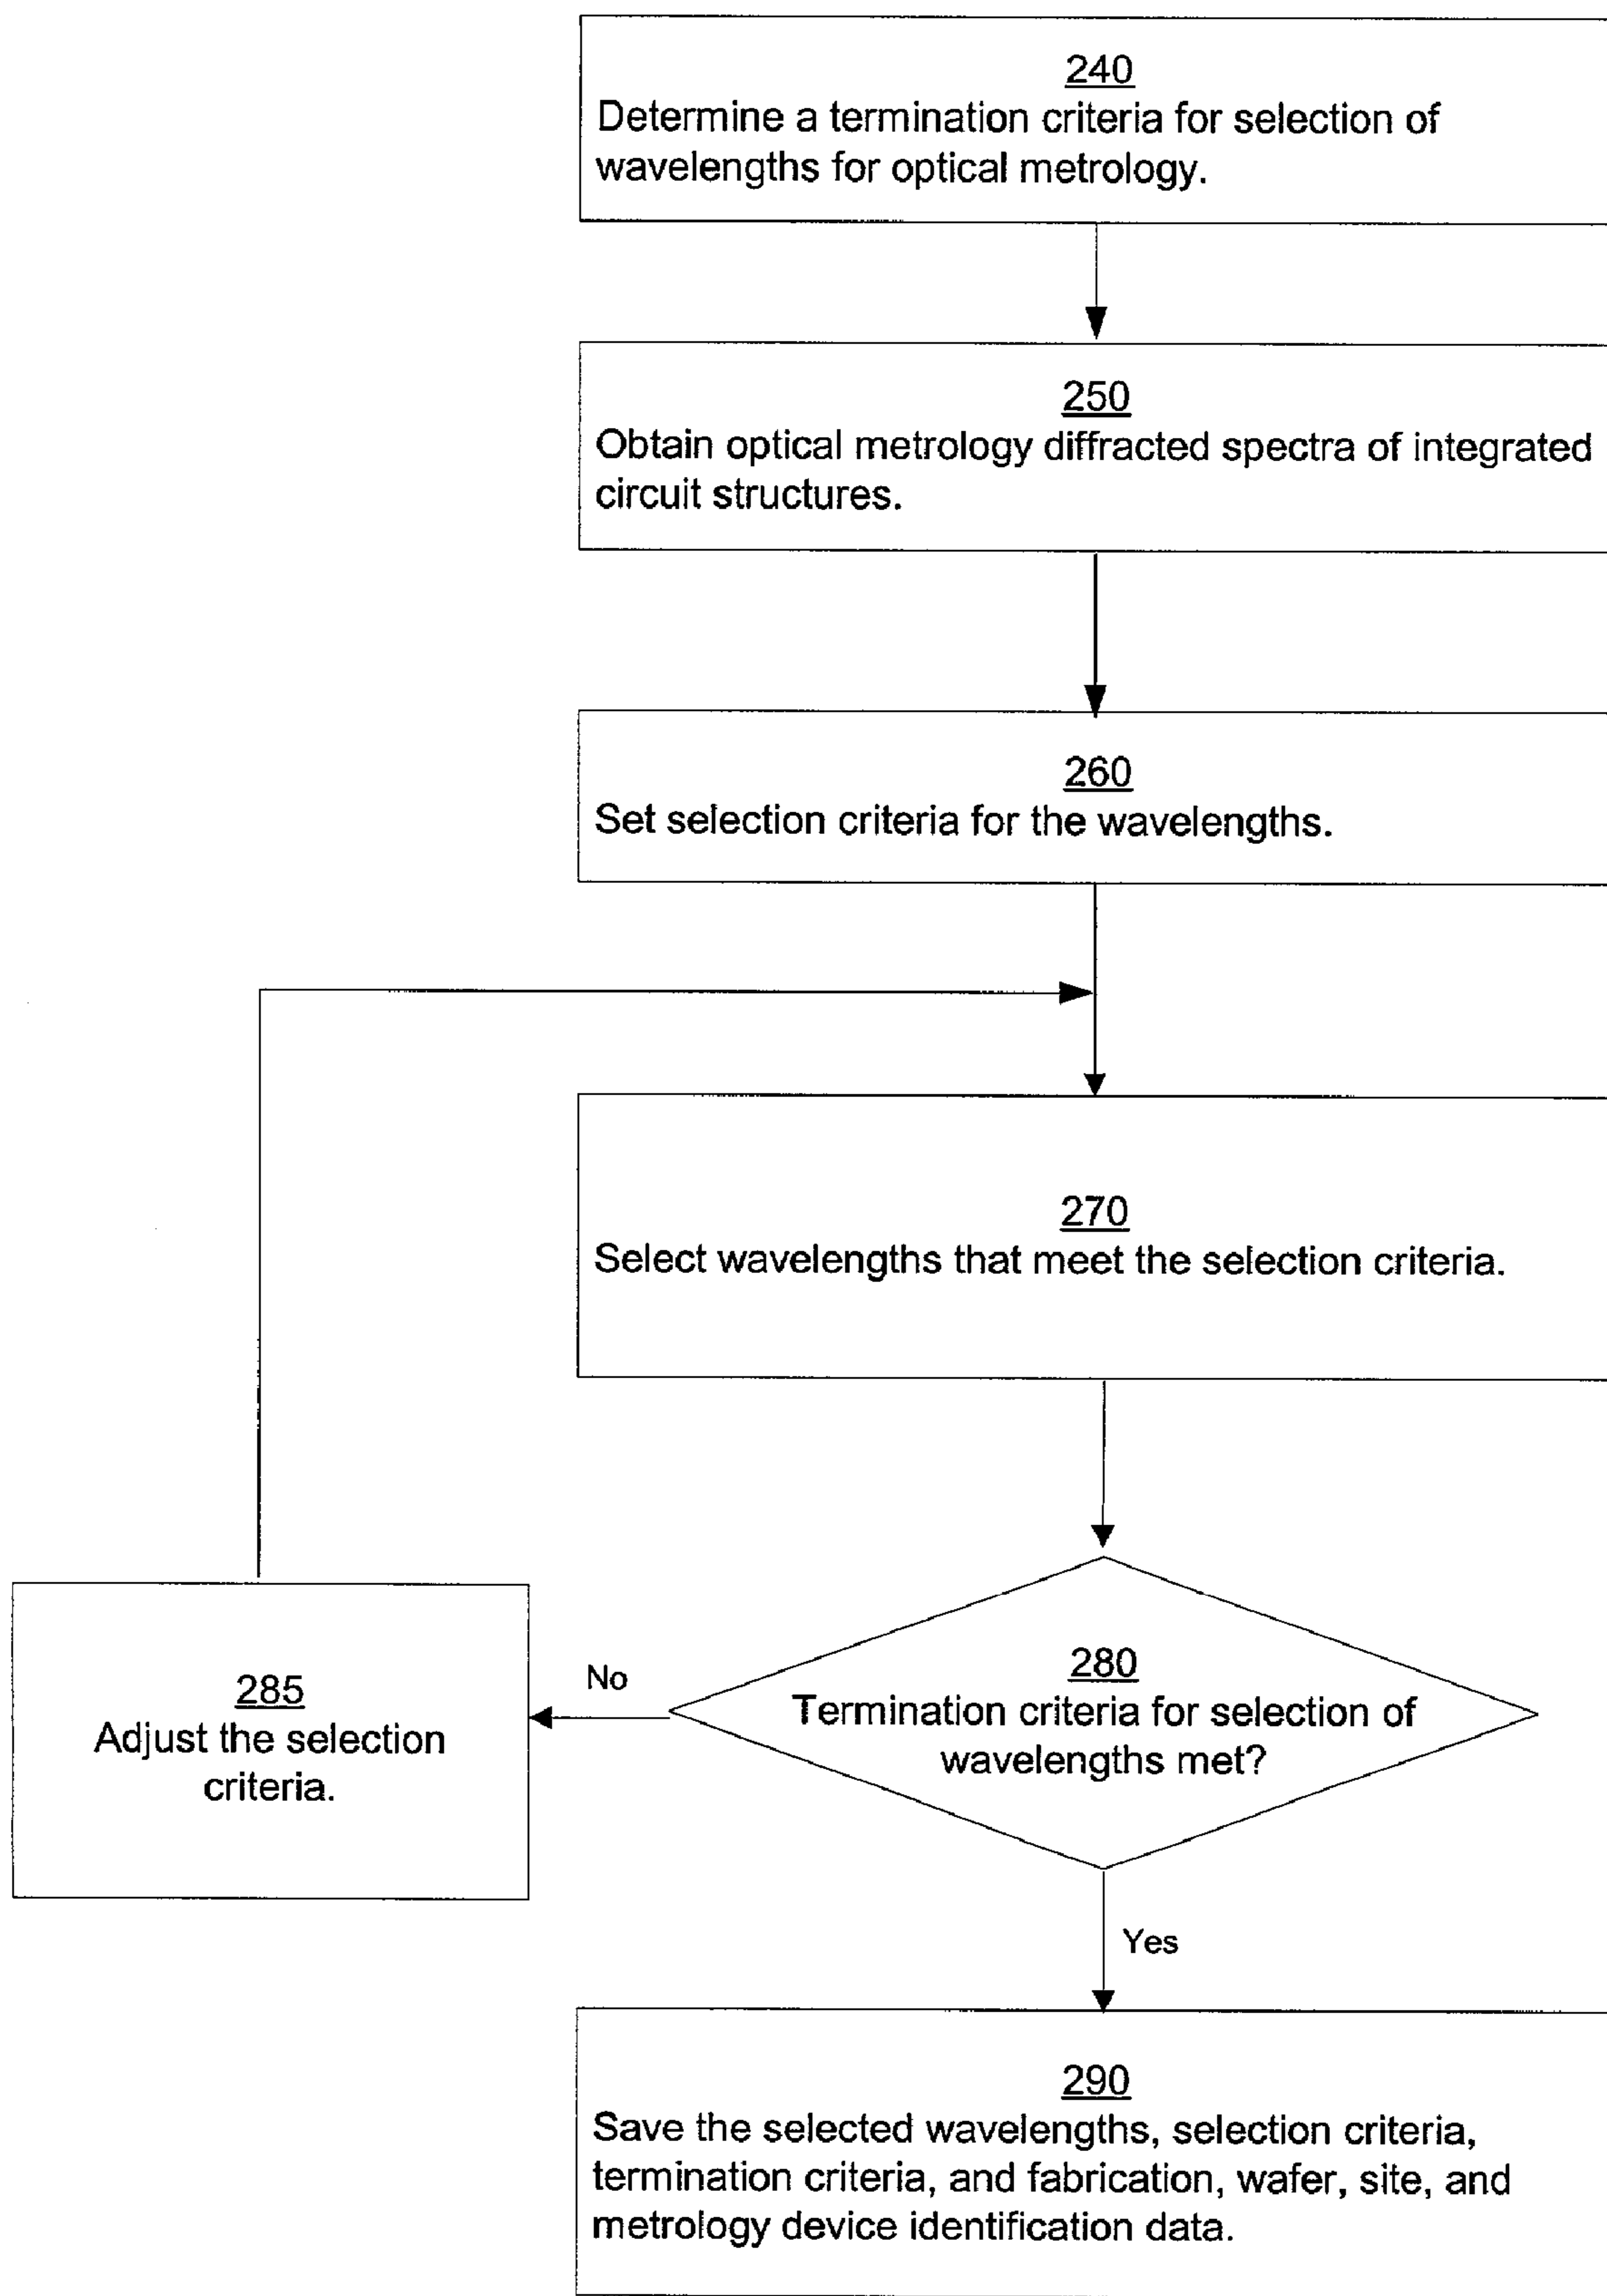 240
Determine a termination criteria for selection of
wavelengths for optical metrology.
250
Obtain optical metrology diffracted spectra of integrated
circuit structures.
260
Set selection criteria for the wavelengths.
270
Select wavelengths that meet the selection criteria.
280
Termination criteria for selection of
wavelengths met?
No
285
Adjust the selection
criteria.
Yes
290
Save the selected wavelengths, selection criteria,
termination criteria, and fabrication, wafer, site, and
metrology device identification data.